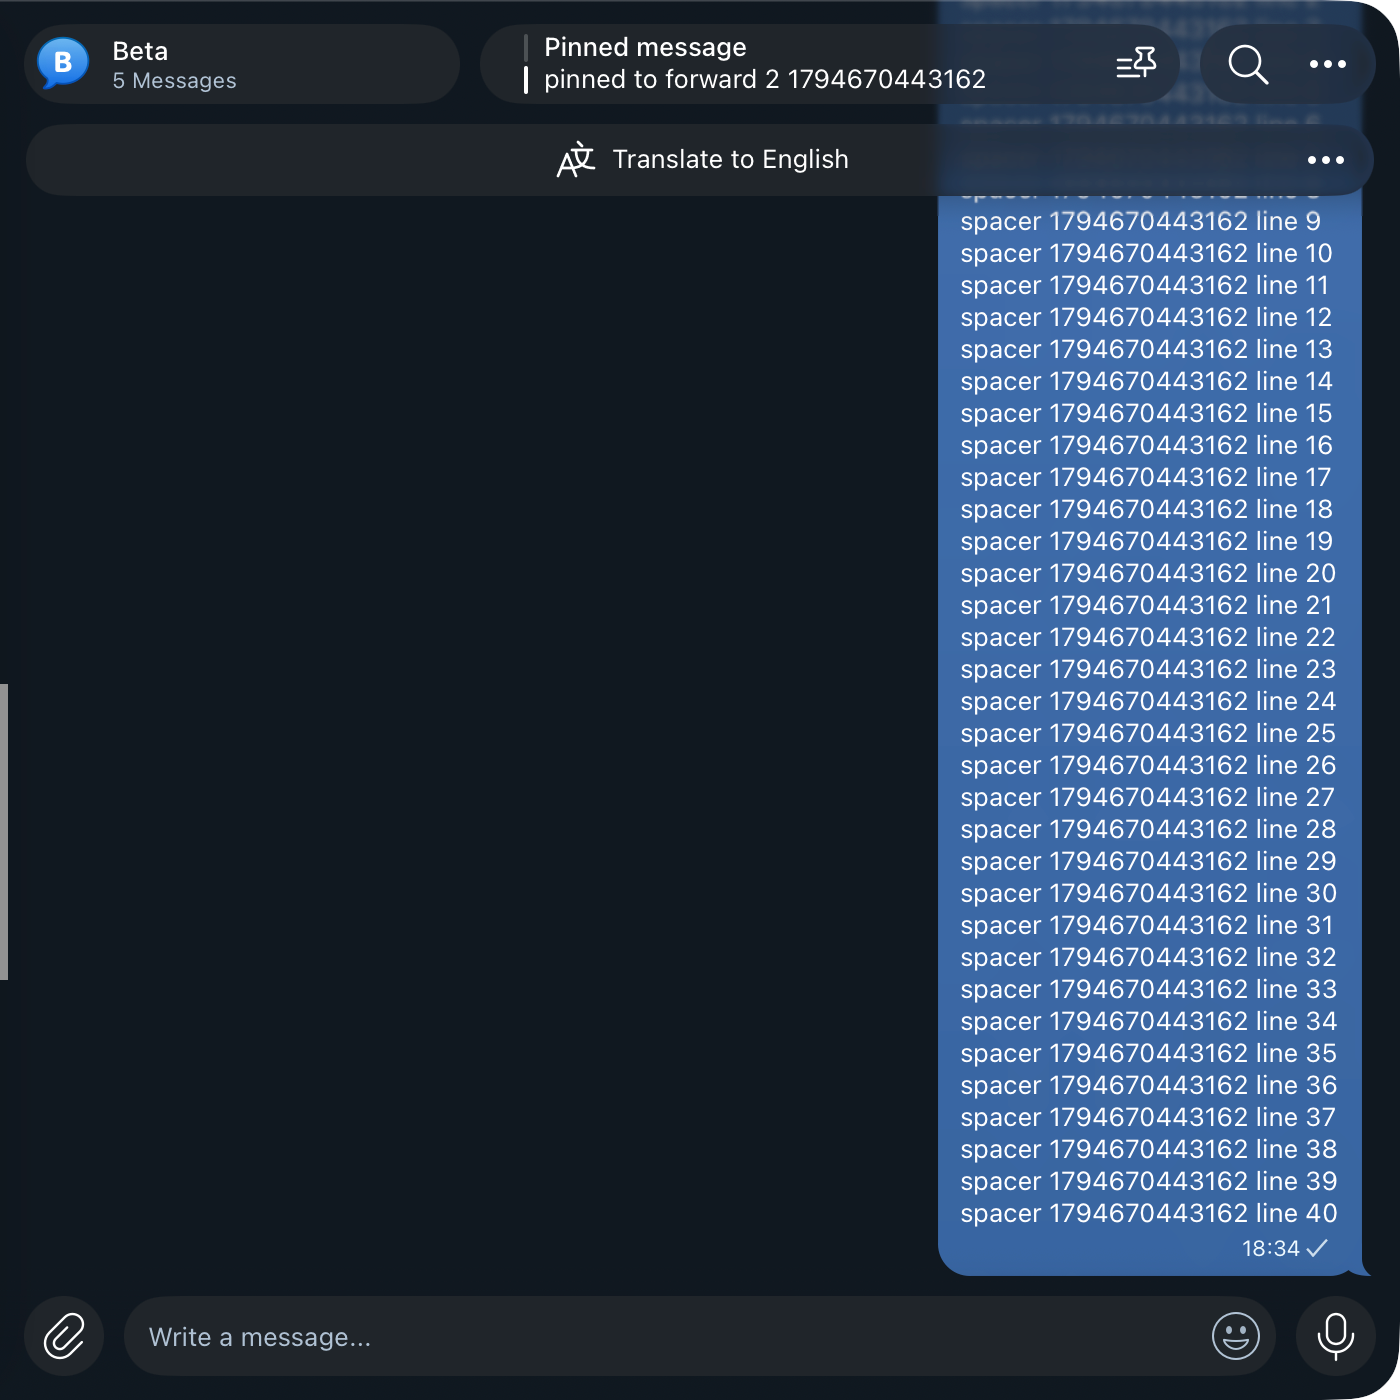 B
Beta
5 Messages
Pinned message
pinned to forward 2 1794670443162
Translate to English
spacer 1794670443162 line 9
spacer 1794670443162 line 10
spacer 1794670443162 line 11
spacer 1794670443162 line 12
spacer 1794670443162 line 13
spacer 1794670443162 line 14
spacer 1794670443162 line 15
spacer 1794670443162 line 16
spacer 1794670443162 line 17
spacer 1794670443162 line 18
spacer 1794670443162 line 19
spacer 1794670443162 line 20
spacer 1794670443162 line 21
spacer 1794670443162 line 22
spacer 1794670443162 line 23
spacer 1794670443162 line 24
spacer 1794670443162 line 25
spacer 1794670443162 line 26
spacer 1794670443162 line 27
spacer 1794670443162 line 28
spacer 1794670443162 line 29
spacer 1794670443162 line 30
spacer 1794670443162 line 31
spacer 1794670443162 line 32
spacer 1794670443162 line 33
spacer 1794670443162 line 34
spacer 1794670443162 line 35
spacer 1794670443162 line 36
spacer 1794670443162 line 37
spacer 1794670443162 line 38
spacer 1794670443162 line 39
spacer 1794670443162 line 40
18:34
Write a message...